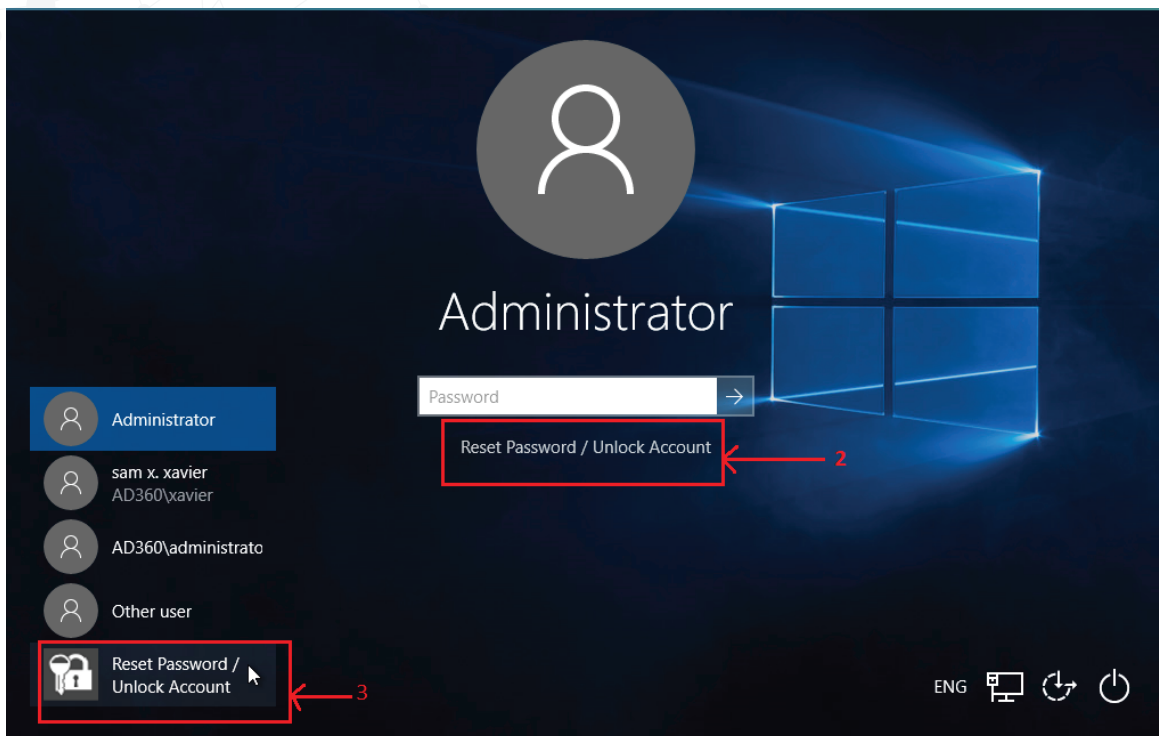 Administrator
Password
Reset Password / Unlock Account
2
Administrator
sam x. xavier
AD360\xavier
AD360\administrato
Other user
Reset Password /
Unlock Account
3
ENG